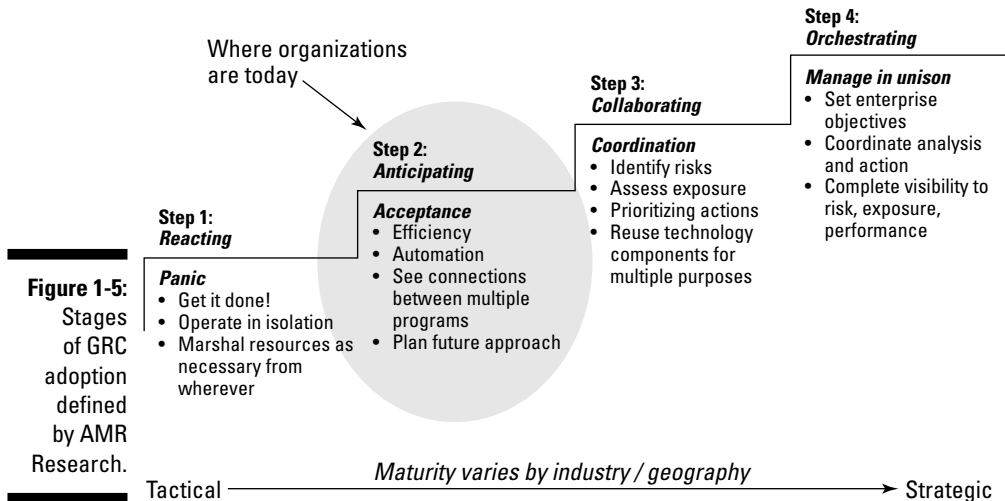 Where organizations
are today
Step 1:
Reacting
Panic
• Get it done!
• Operate in isolation
• Marshal resources as
necessary from
wherever
Step 2:
Anticipating
Acceptance
• Efficiency
• Automation
• See connections
between multiple
programs
• Plan future approach
Step 3:
Collaborating
Coordination
• Identify risks
• Assess exposure
• Prioritizing actions
• Reuse technology
components for
multiple purposes
Step 4:
Orchestrating
Manage in unison
• Set enterprise
objectives
• Coordinate analysis
and action
• Complete visibility to
risk, exposure,
performance
Figure 1-5:
Stages
of GRC
adoption
defined
by AMR
Research.
Maturity varies by industry / geography
Tactical
Strategic